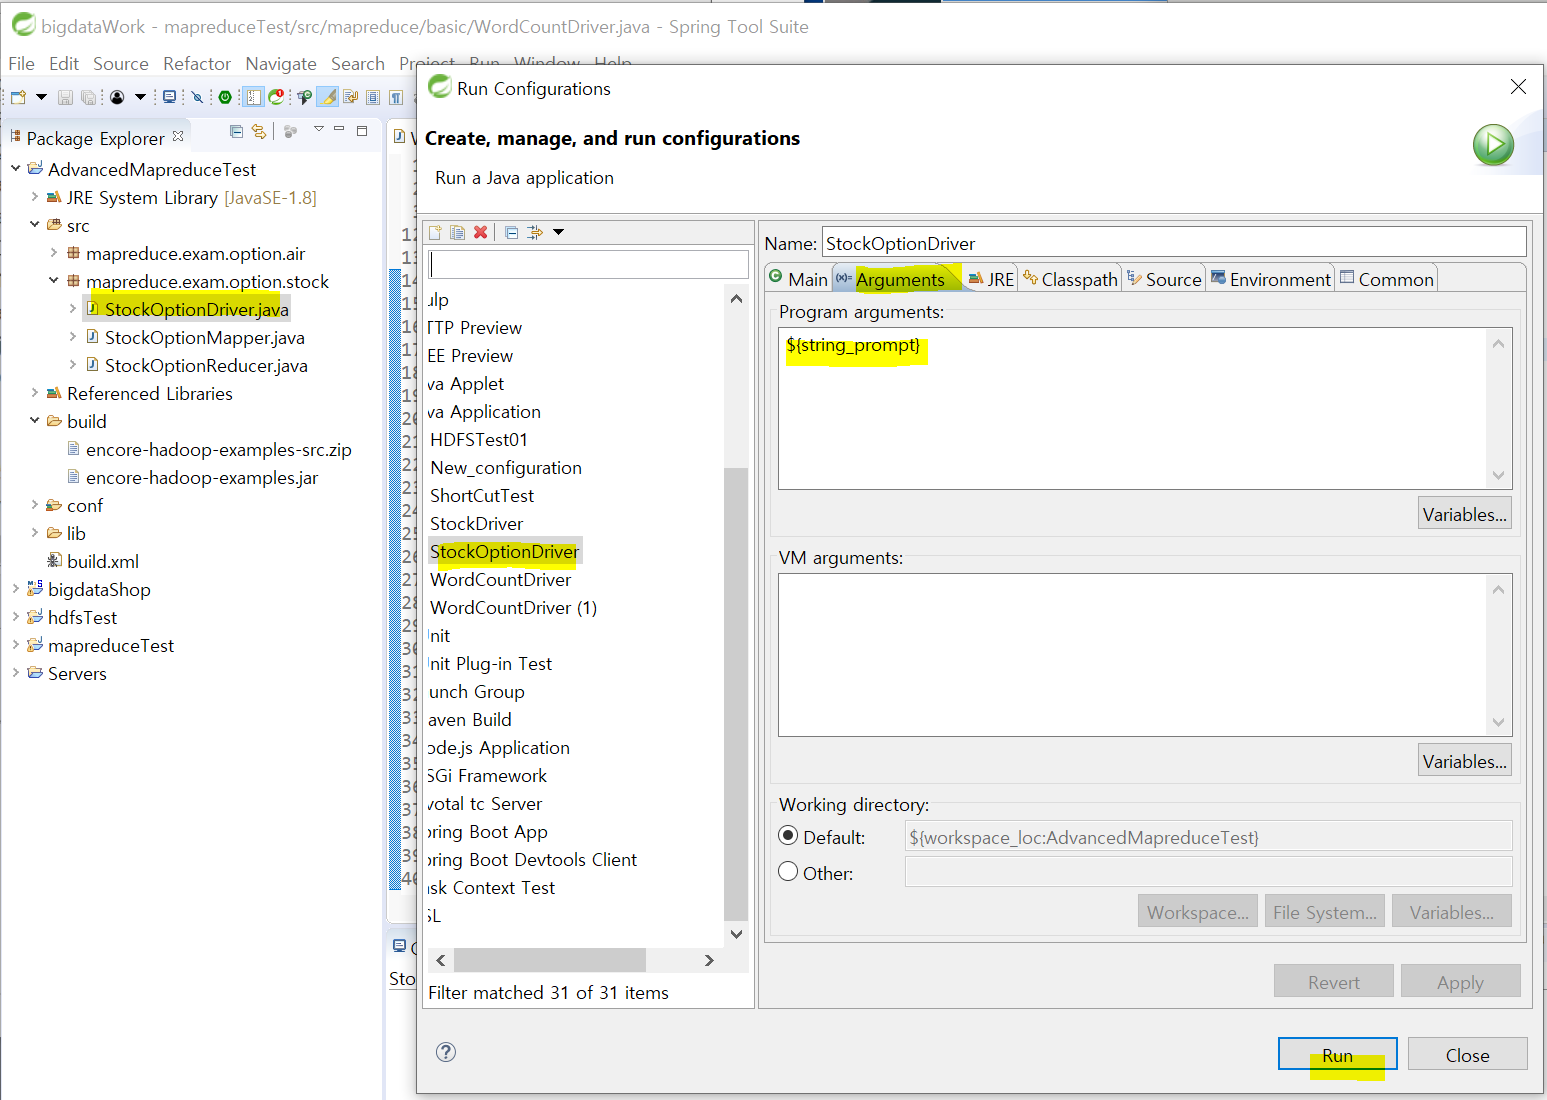 bigdataWork - mapreduceTest/src/mapreduce/basic/WordCountDriver.java - Spring Tool Suite
File Edit Source Refactor Navigate Search Project Run Window Help
Package Explorer
AdvancedMapreduceTest
JRE System Library [JavaSE-1.8]
src
mapreduce.exam.option.air
mapreduce.exam.option.stock
StockOptionDriver.java
StockOptionMapper.java
StockOptionReducer.java
Referenced Libraries
build
encore-hadoop-examples-src.zip
encore-hadoop-examples.jar
conf
lib
build.xml
bigdataShop
hdfsTest
mapreduceTest
Servers
Sto
Run Configurations
Create, manage, and run configurations
Run a Java application
ulp
TTP Preview
EE Preview
va Applet
va Application
HDFSTest01
New_configuration
ShortCutTest
StockDriver
StockOptionDriver
WordCountDriver
WordCountDriver (1)
nit
nit Plug-in Test
unch Group
aven Build
ode.js Application
SGi Framework
votal tc Server
pring Boot App
pring Boot Devtools Client
ask Context Test
SL
Filter matched 31 of 31 items
Name: StockOptionDriver
Main (x)= Arguments JRE Classpath Source Environment Common
Program arguments:
${string_prompt}
Variables...
VM arguments:
Variables...
Working directory:
Default: ${workspace_loc:AdvancedMapreduceTest}
Other:
Workspace... File System... Variables...
Revert Apply
Run Close